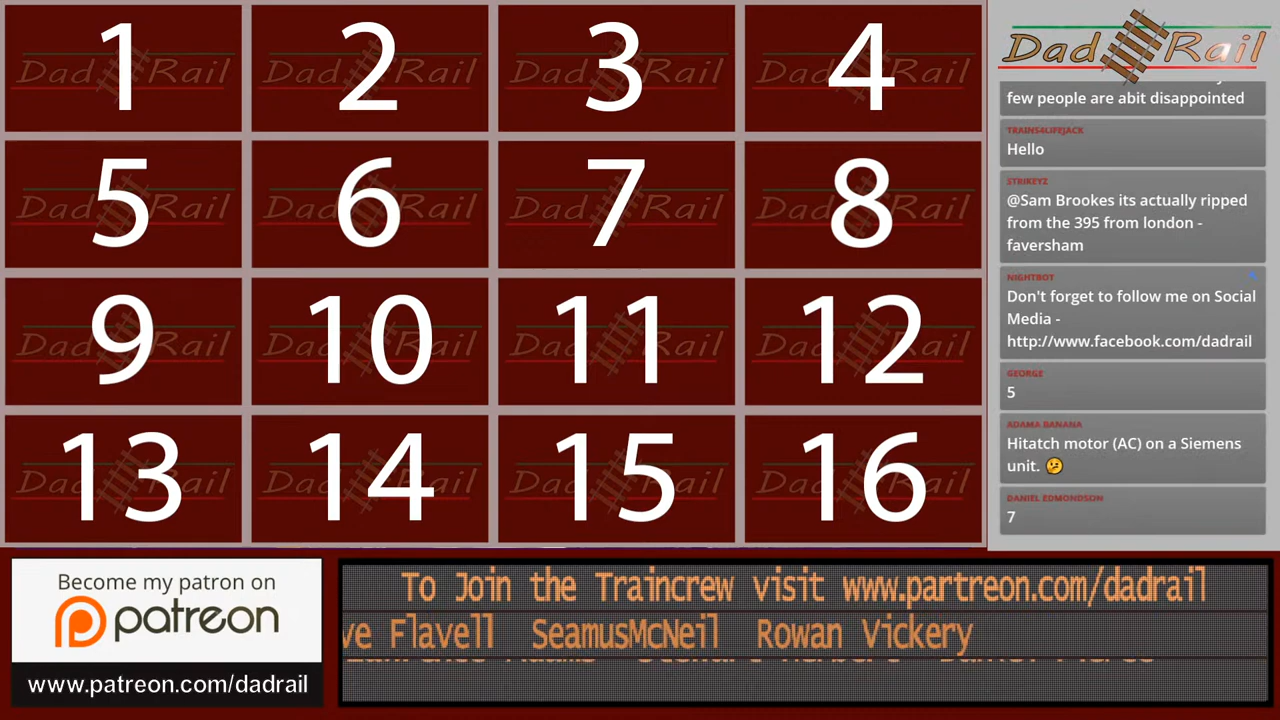 1 2 3 4
5 6 7 8
9 10 11 12
13 14 15 16
Dad Rail
few people are abit disappointed
TRAINS4LIFEJACK
Hello
STRIKEYZ
@Sam Brookes its actually ripped
from the 395 from london -
faversham
NIGHTBOT
Don't forget to follow me on Social
Media -
http://www.facebook.com/dadrail
GEORGE
5
ADAMA BANANA
Hitatch motor (AC) on a Siemens
unit.
DANIEL EDMONDSON
7
Become my patron on
patreon
www.patreon.com/dadrail
To Join the Traincrew visit www.partreon.com/dadrail
ve Flavell SeamusMcNeil Rowan Vickery